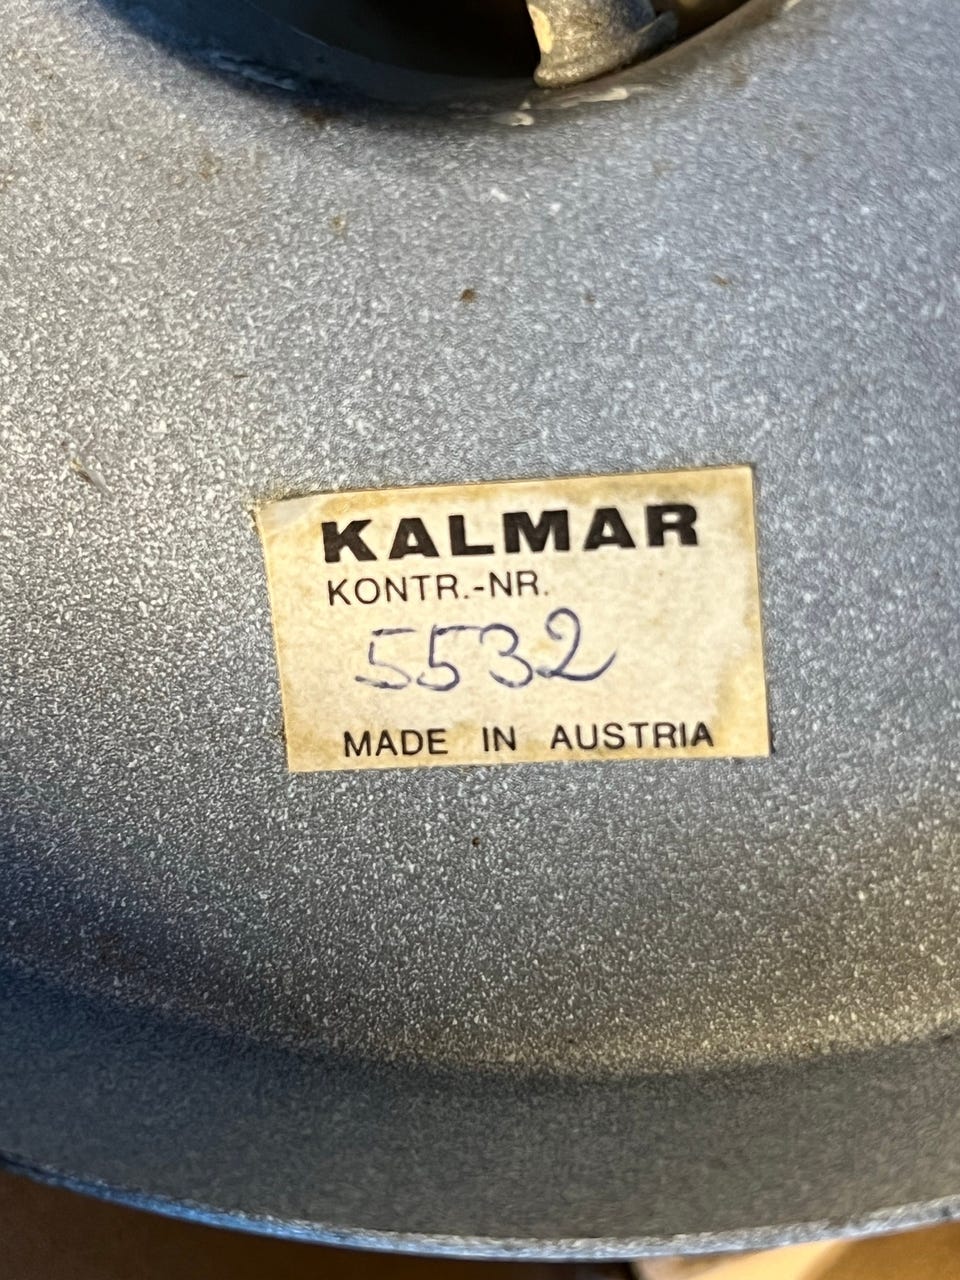 KALMAR
KONTR.-NR.
5532
MADE IN AUSTRIA